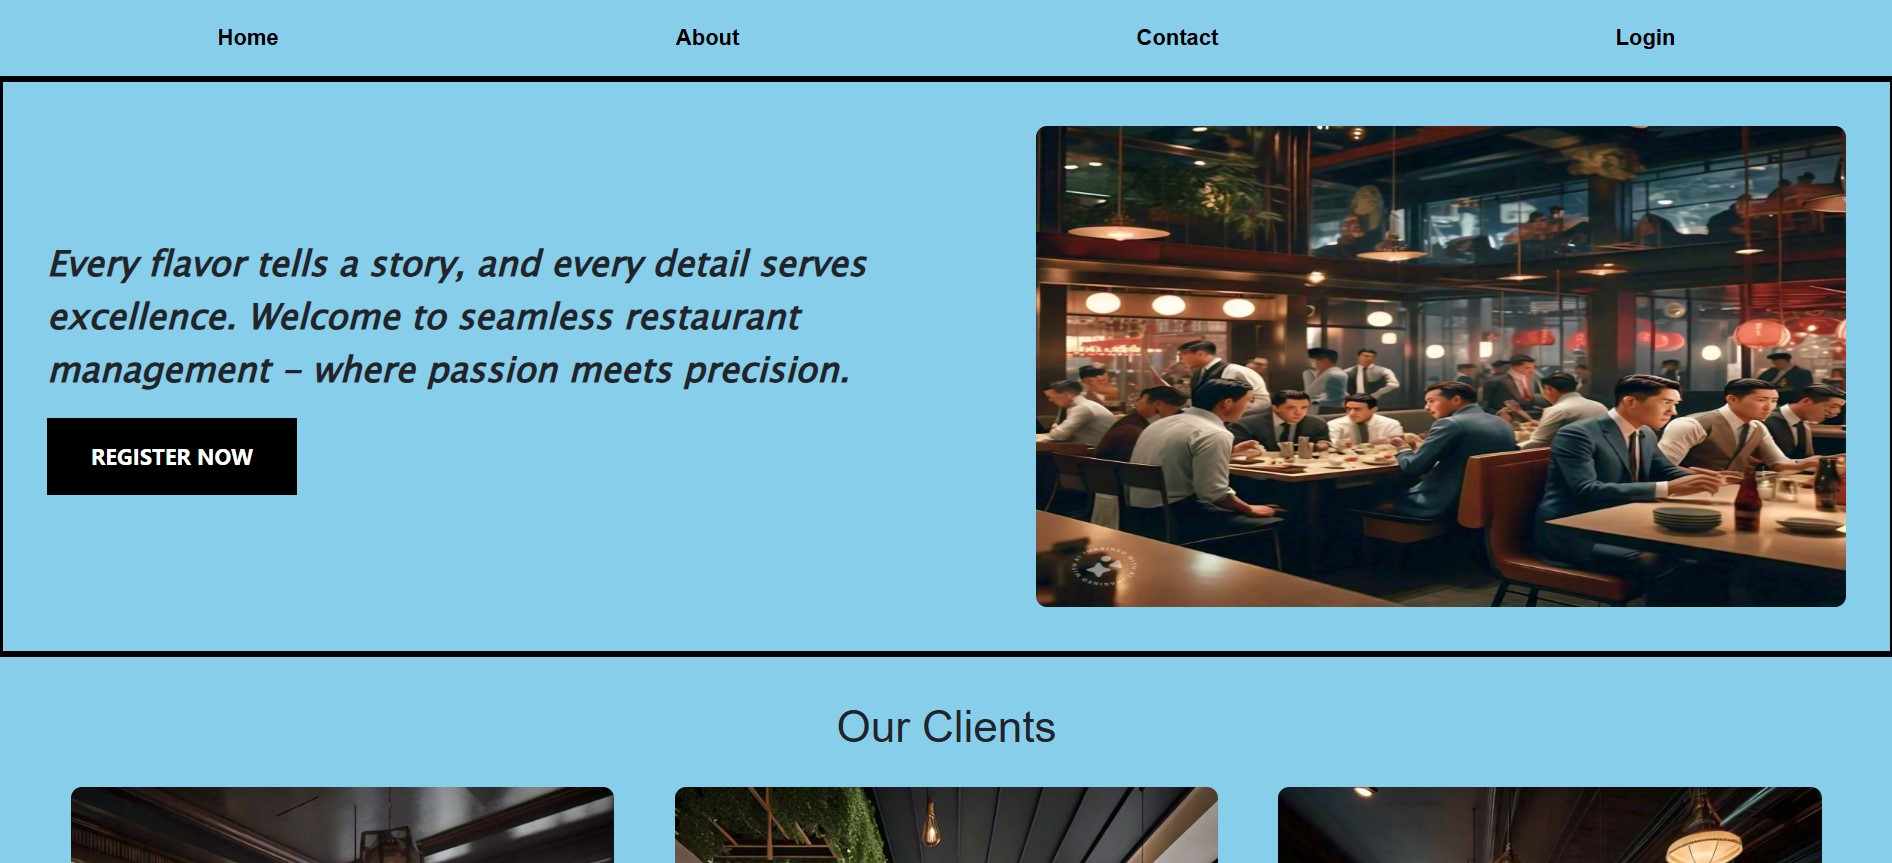 Home About Contact Login
Every flavor tells a story, and every detail serves
excellence. Welcome to seamless restaurant
management – where passion meets precision.
REGISTER NOW
Our Clients